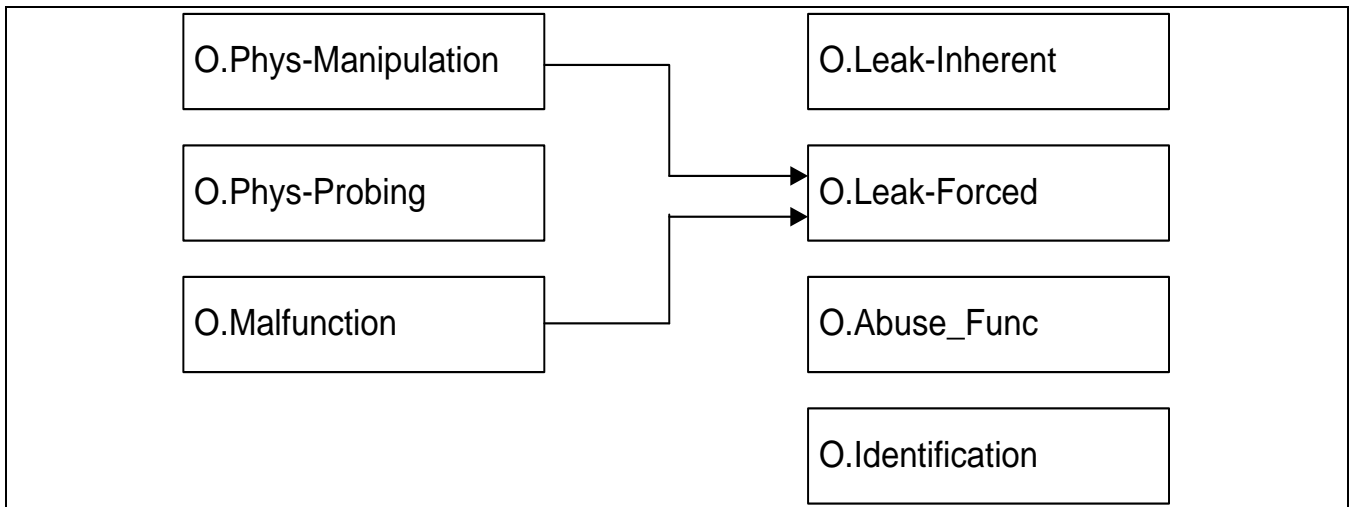 O.Phys-Manipulation
O.Leak-Inherent
O.Phys-Probing
O.Leak-Forced
O.Malfunction
O.Abuse_Func
O.Identification